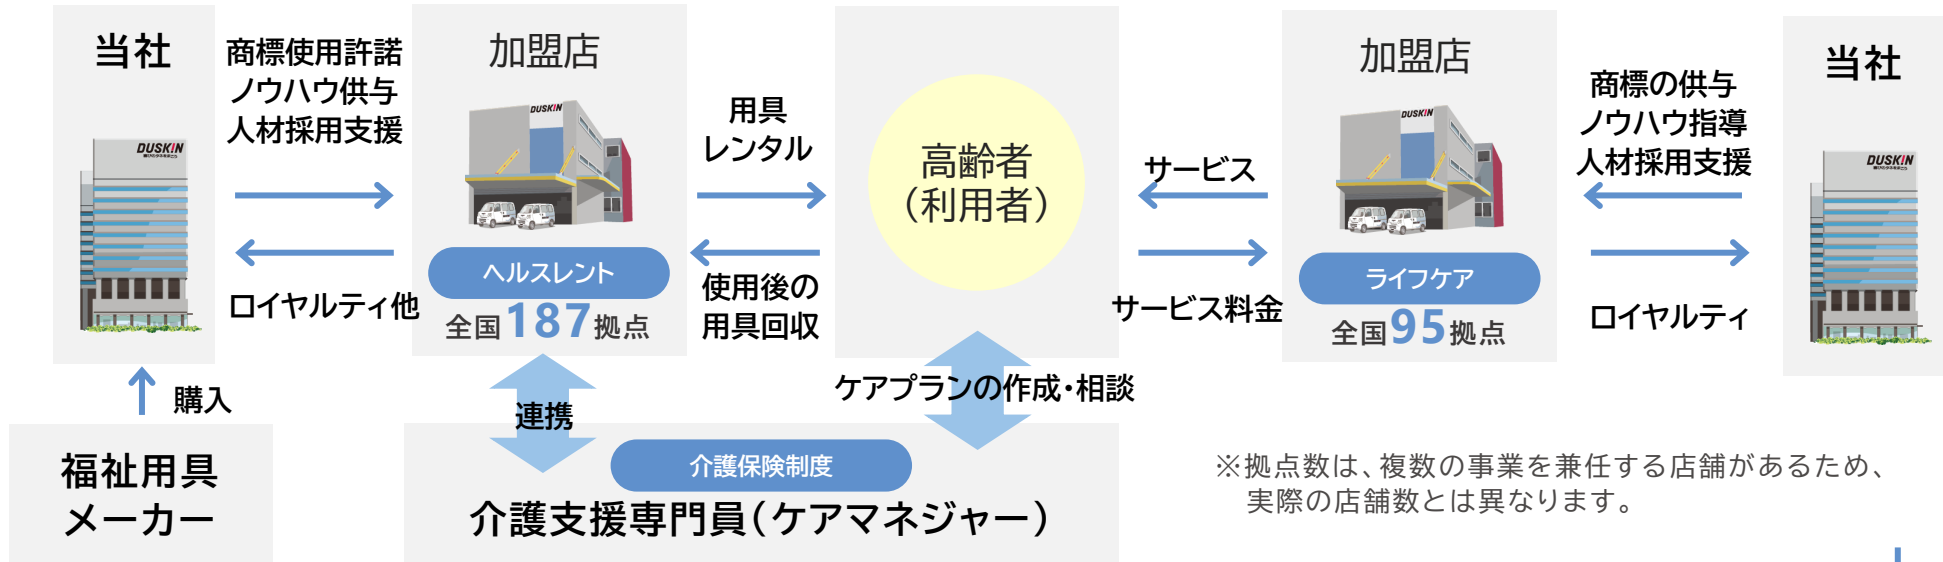 当社
DUSKIN
商標使用許諾
ノウハウ供与
人材採用支援
ロイヤルティ他
購入
福祉用具
メーカー
加盟店
DUSKIN
ヘルスレント
全国187拠点
用具
レンタル
使用後の
用具回収
高齢者
(利用者)
連携
ケアプランの作成・相談
介護保険制度
介護支援専門員(ケアマネジャー)
サービス
サービス料金
加盟店
DUSKIN
ライフケア
全国95拠点
商標の供与
ノウハウ指導
人材採用支援
ロイヤルティ
当社
DUSKIN
※拠点数は、複数の事業を兼任する店舗があるため、
実際の店舗数とは異なります。